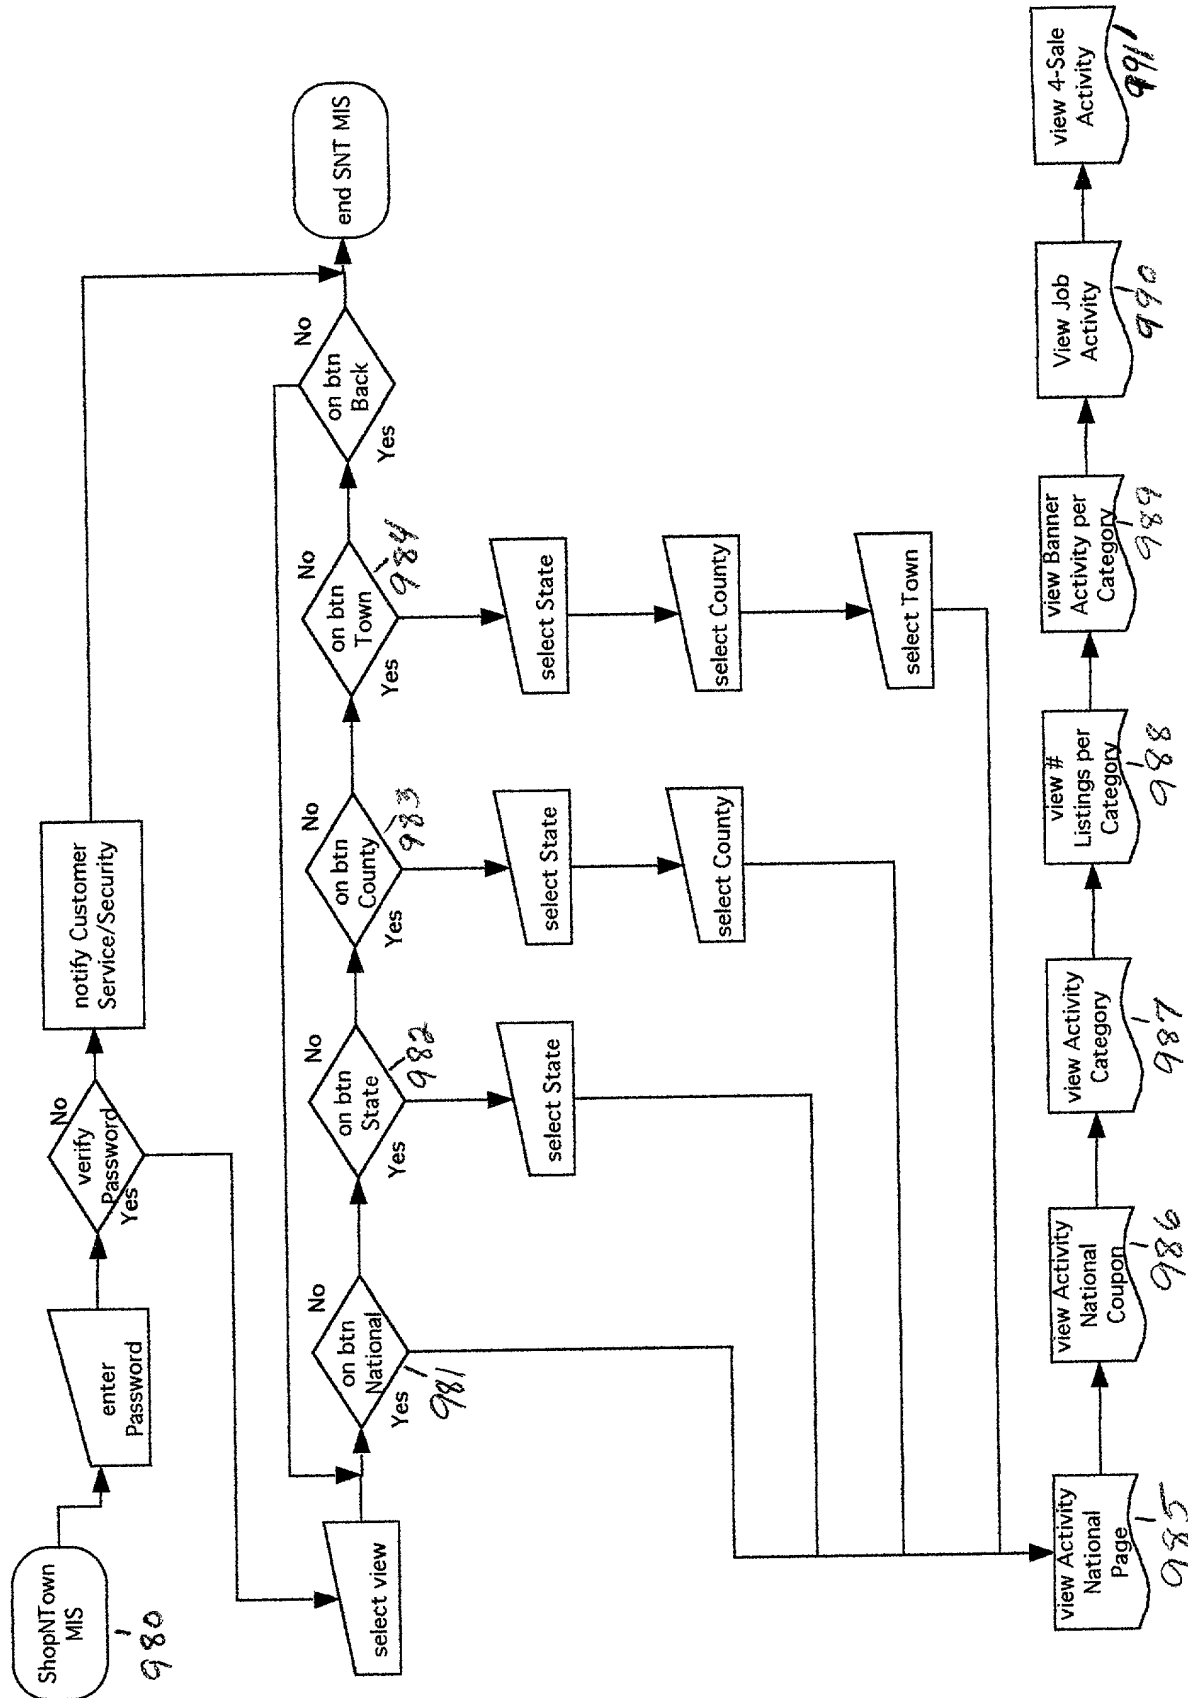 ShopNTown
MIS
980
enter
Password
verify
Password
No
Yes
notify Customer
Service/Security
select view
on btn
National
No
Yes
981
on btn
State
No
Yes
982
on btn
County
No
Yes
983
on btn
Town
No
Yes
984
on btn
Back
No
Yes
end SNT MIS
select State
select State
select County
select State
select County
select Town
view Activity
National
Page
985
view Activity
National
Coupon
986
view Activity
Category
987
view #
Listings per
Category
988
view Banner
Activity per
Category
989
View Job
Activity
990
view 4-Sale
Activity
991